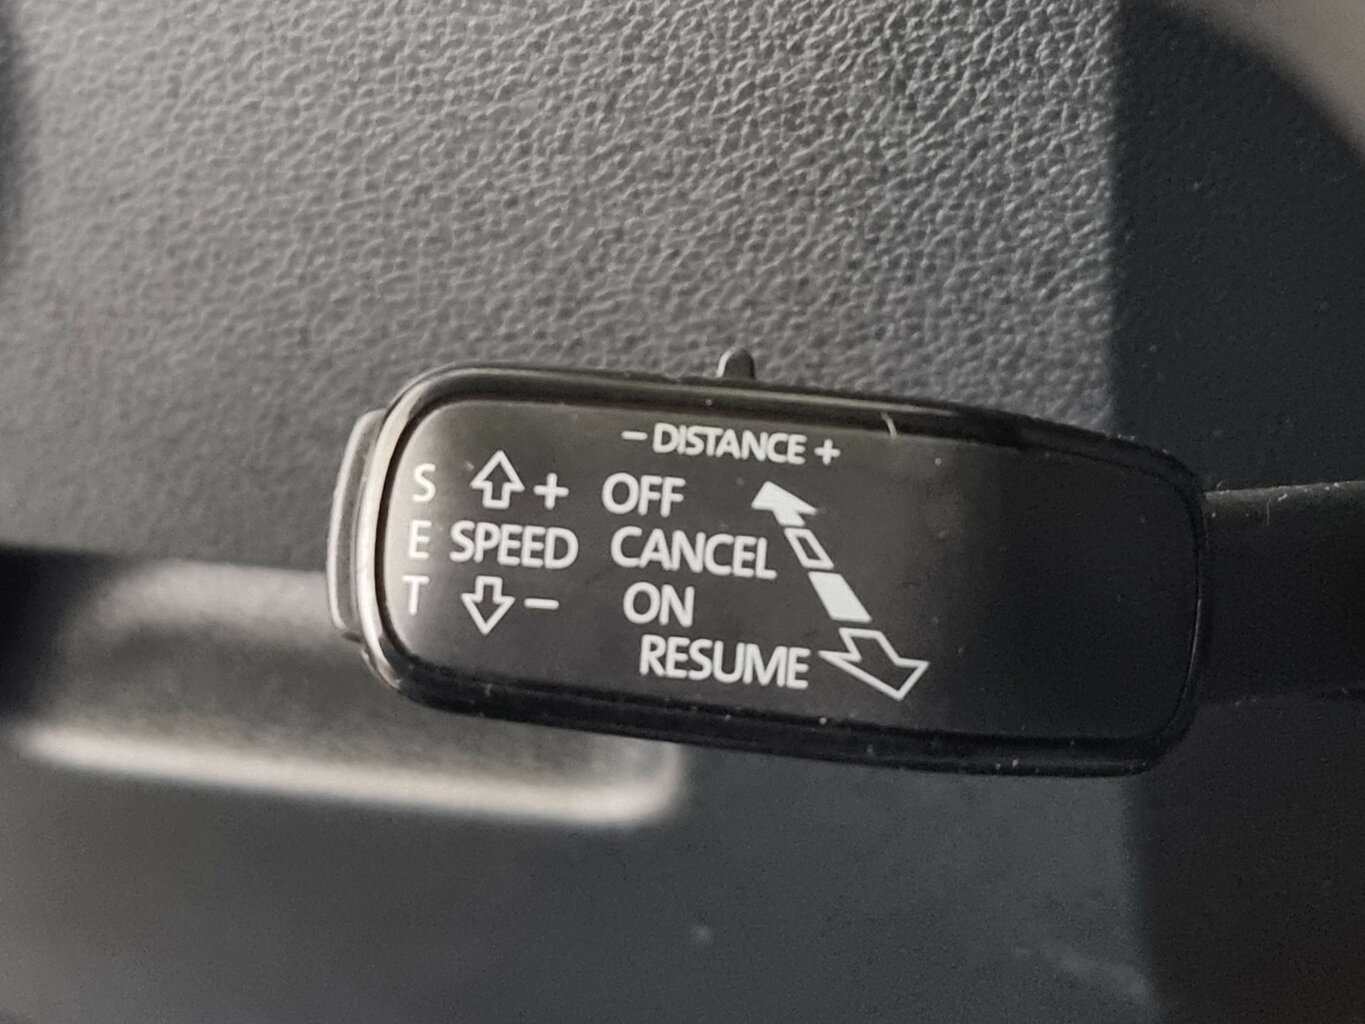 − DISTANCE +
S + OFF
E SPEED CANCEL
T − ON
RESUME